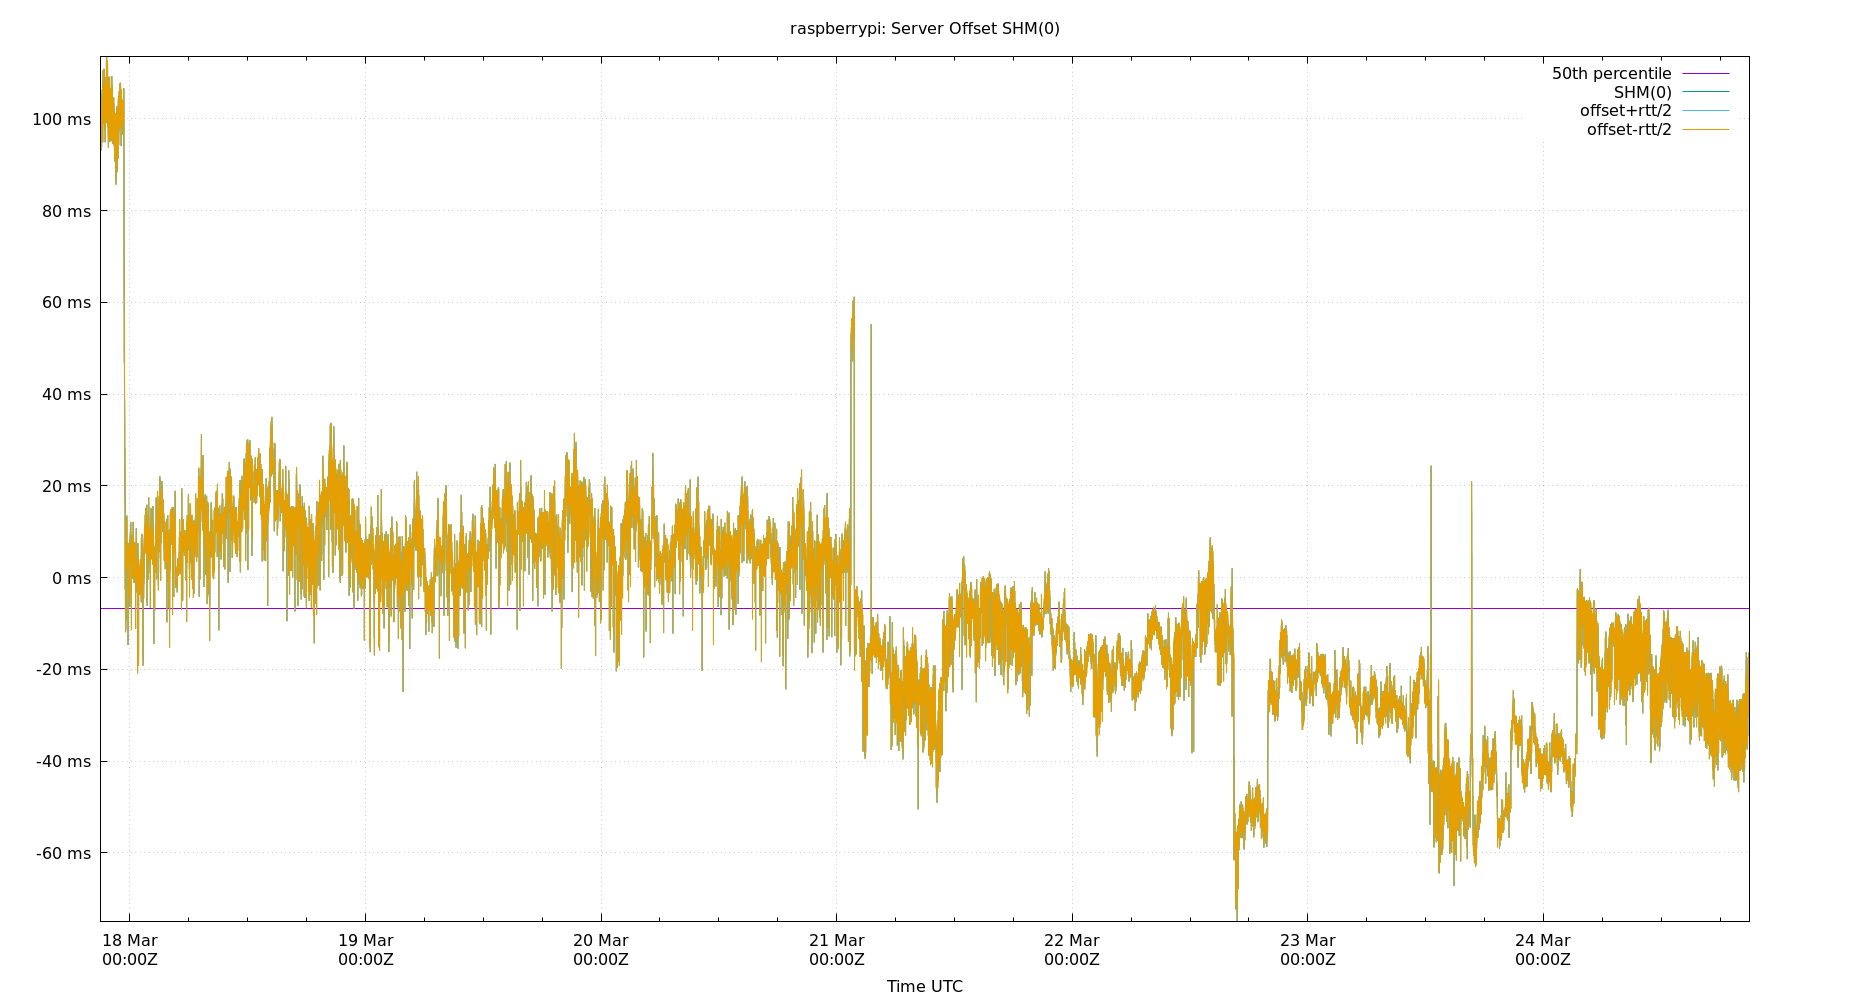 raspberrypi: Server Offset SHM(0)
50th percentile
SHM(0)
offset+rtt/2
offset-rtt/2
100 ms
80 ms
60 ms
40 ms
20 ms
0 ms
-20 ms
-40 ms
-60 ms
18 Mar 19 Mar 20 Mar 21 Mar 22 Mar 23 Mar 24 Mar
00:00Z 00:00Z 00:00Z 00:00Z 00:00Z 00:00Z 00:00Z
Time UTC